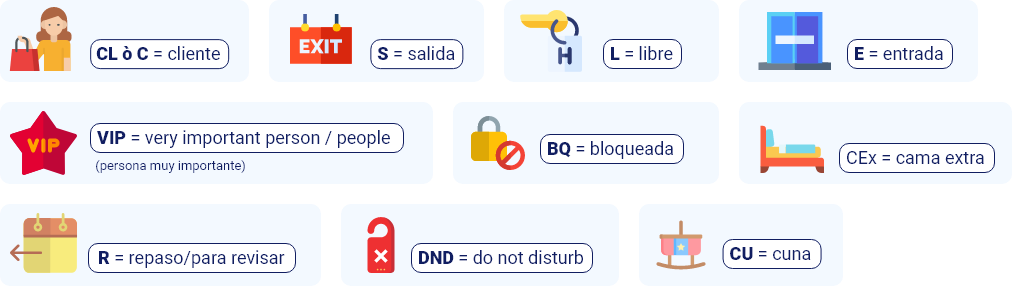 CL ò C = cliente
EXIT
S = salida
H
L = libre
E = entrada
VIP
VIP = very important person / people
(persona muy importante)
BQ = bloqueada
CEx = cama extra
R = repaso/para revisar
DND = do not disturb
CU = cuna